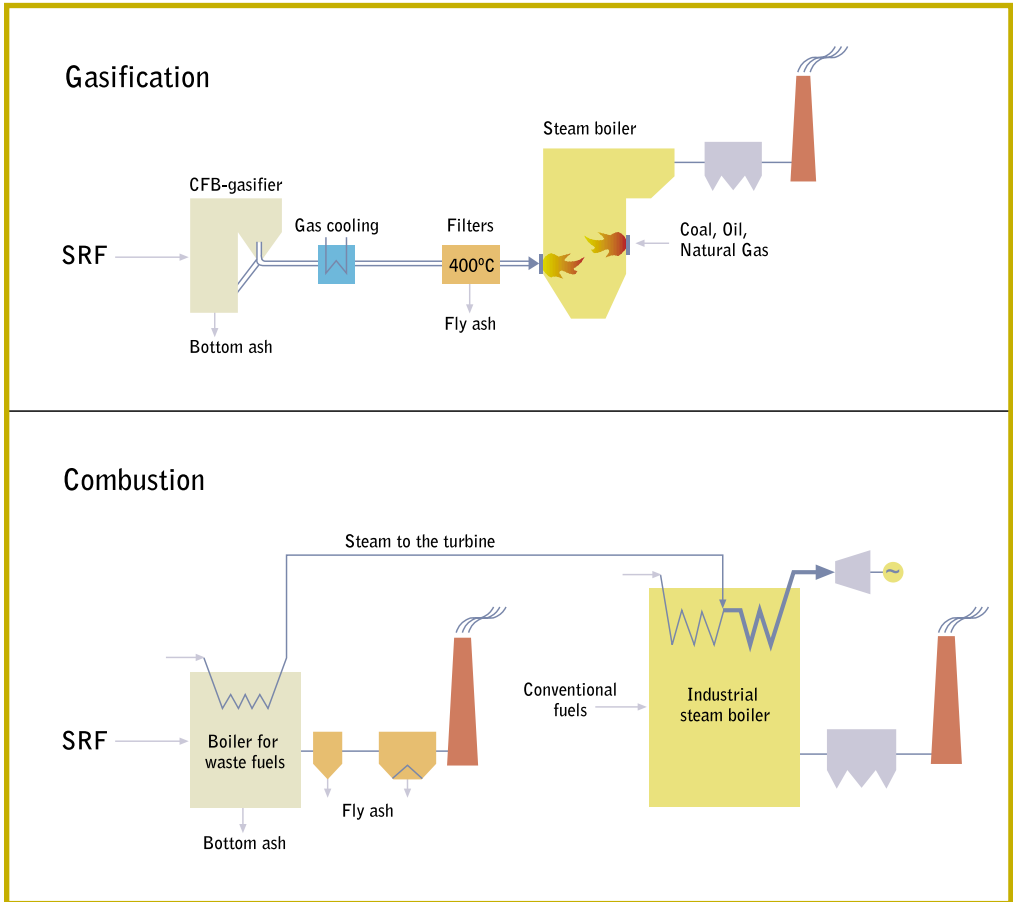 Gasification
Steam boiler
CFB-gasifier
Gas cooling
Filters
Coal, Oil,
Natural Gas
SRF
400ºC
Fly ash
Bottom ash
Combustion
Steam to the turbine
~
Conventional
fuels
Industrial
steam boiler
SRF
Boiler for
waste fuels
Fly ash
Bottom ash